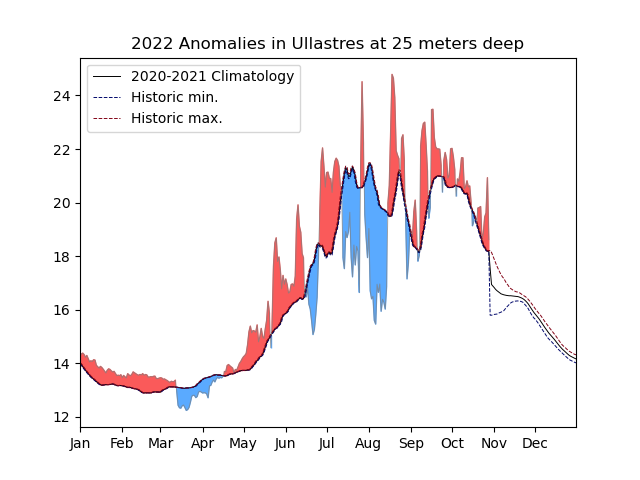 2022 Anomalies in Ullastres at 25 meters deep
2020-2021 Climatology
Historic min.
Historic max.
24
22
20
18
16
14
12
Jan Feb Mar Apr May Jun Jul Aug Sep Oct Nov Dec